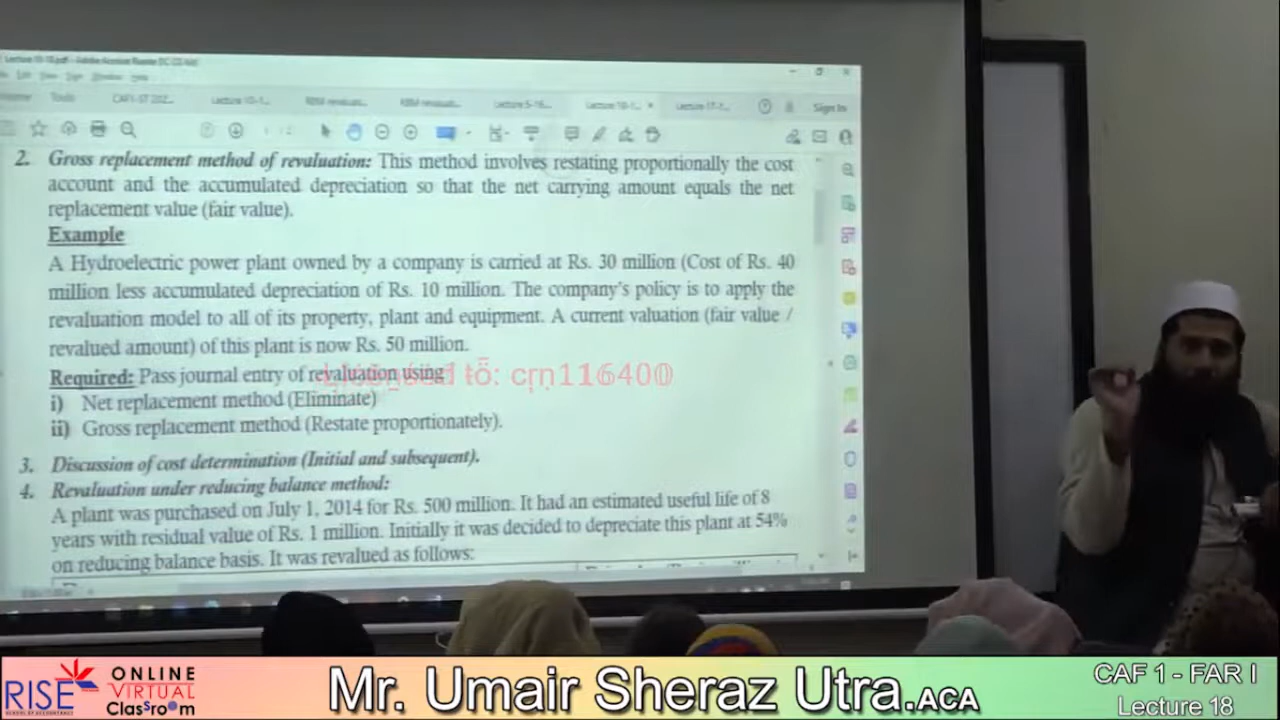 Sign In
2. Gross replacement method of revaluation: This method involves restating proportionally the cost
account and the accumulated depreciation so that the net carrying amount equals the net
replacement value (fair value).
Example
A Hydroelectric power plant owned by a company is carried at Rs. 30 million (Cost of Rs. 40
million less accumulated depreciation of Rs. 10 million. The company's policy is to apply the
revaluation model to all of its property, plant and equipment. A current valuation (fair value /
revalued amount) of this plant is now Rs. 50 million.
Required: Pass journal entry of revaluation using
to: crn116400
i) Net replacement method (Eliminate)
ii) Gross replacement method (Restate proportionately).
3. Discussion of cost determination (Initial and subsequent).
4. Revaluation under reducing balance method:
A plant was purchased on July 1, 2014 for Rs. 500 million. It had an estimated useful life of 8
years with residual value of Rs. 1 million. Initially it was decided to depreciate this plant at 54%
on reducing balance basis. It was revalued as follows:
RISE
SCHOOL OF ACCOUNTANCY
ONLINE
VIRTUAL
Classroom
Mr. Umair Sheraz Utra.ACA
CAF 1 - FAR I
Lecture 18